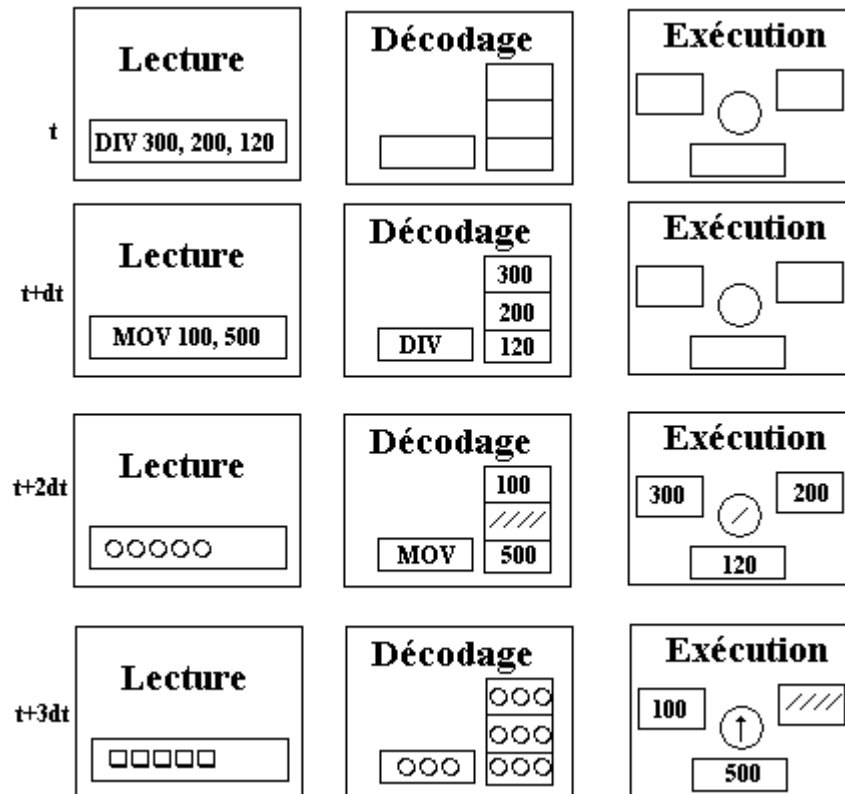 Lecture
Décodage
Exécution
t
DIV 300, 200, 120
Lecture
Décodage
Exécution
t+dt
300
200
MOV 100, 500
DIV
120
Lecture
Décodage
Exécution
t+2dt
100
300
200
MOV
500
120
Lecture
Décodage
Exécution
t+3dt
100
500